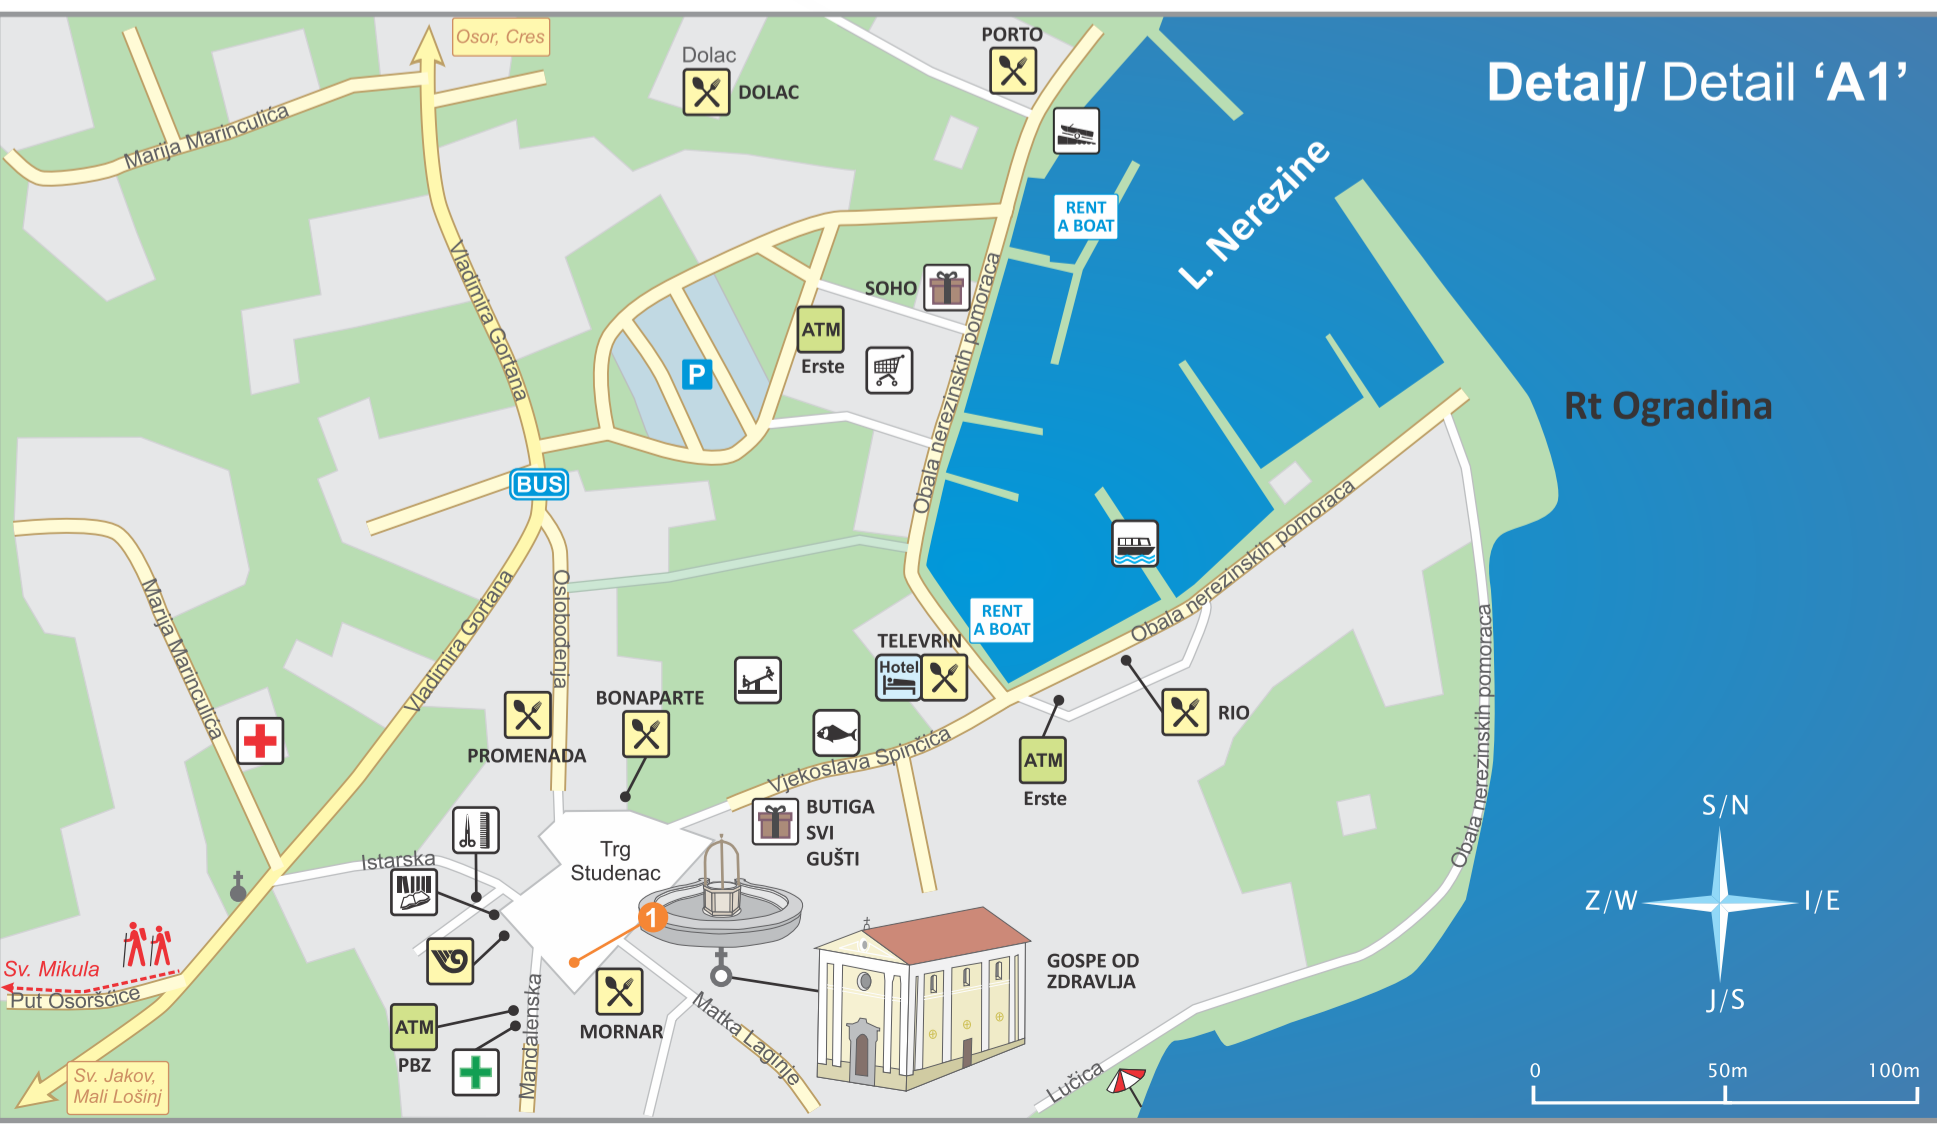 Osor, Cres
Dolac
DOLAC
PORTO
Detalj/ Detail ‘A1’
Marija Marinculića
L. Nerezine
RENT
A BOAT
Vladimira Gortana
SOHO
Obala nerezinskih pomoraca
ATM
Erste
P
Rt Ogradina
BUS
Obala nerezinskih pomoraca
Marija Marinculića
Vladimira Gortana
Oslobođenja
RENT
A BOAT
TELEVRIN
Hotel
Obala nerezinskih pomoraca
BONAPARTE
PROMENADA
RIO
Vjekoslava Spinčića
ATM
Erste
BUTIGA
SVI
GUŠTI
S/N
Z/W
I/E
J/S
Trg
Studenac
Istarska
1
Sv. Mikula
Put Osoršćice
GOSPE OD
ZDRAVLJA
MORNAR
Mandalenska
Matka Laginje
ATM
PBZ
Sv. Jakov,
Mali Lošinj
Lučica
0 50m 100m